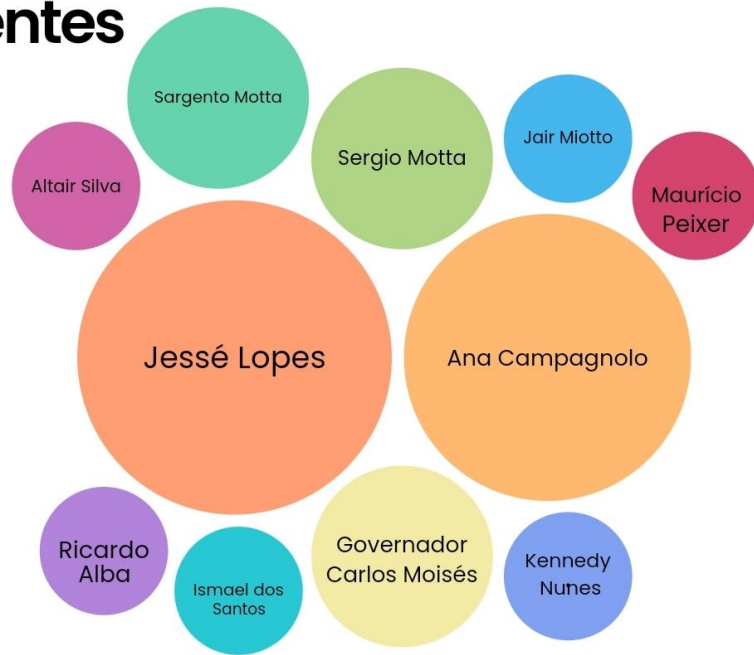 entes
Sargento Motta
Sergio Motta
Jair Miotto
Altair Silva
Maurício
Peixer
Jessé Lopes
Ana Campagnolo
Ricardo
Alba
Ismael dos
Santos
Governador
Carlos Moisés
Kennedy
Nunes